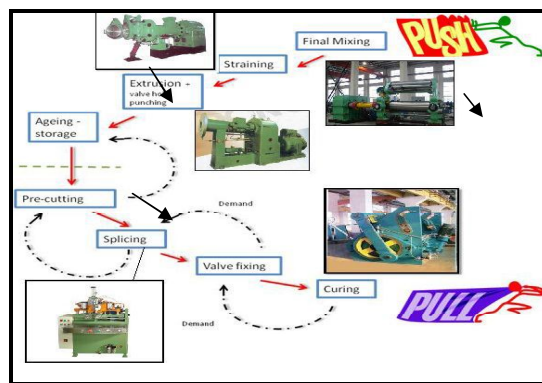 PUSH
Final Mixing
Straining
Extrusion +
valve hole
punching
Ageing -
storage
Pre-cutting
Demand
Splicing
Valve fixing
Curing
PULL
Demand